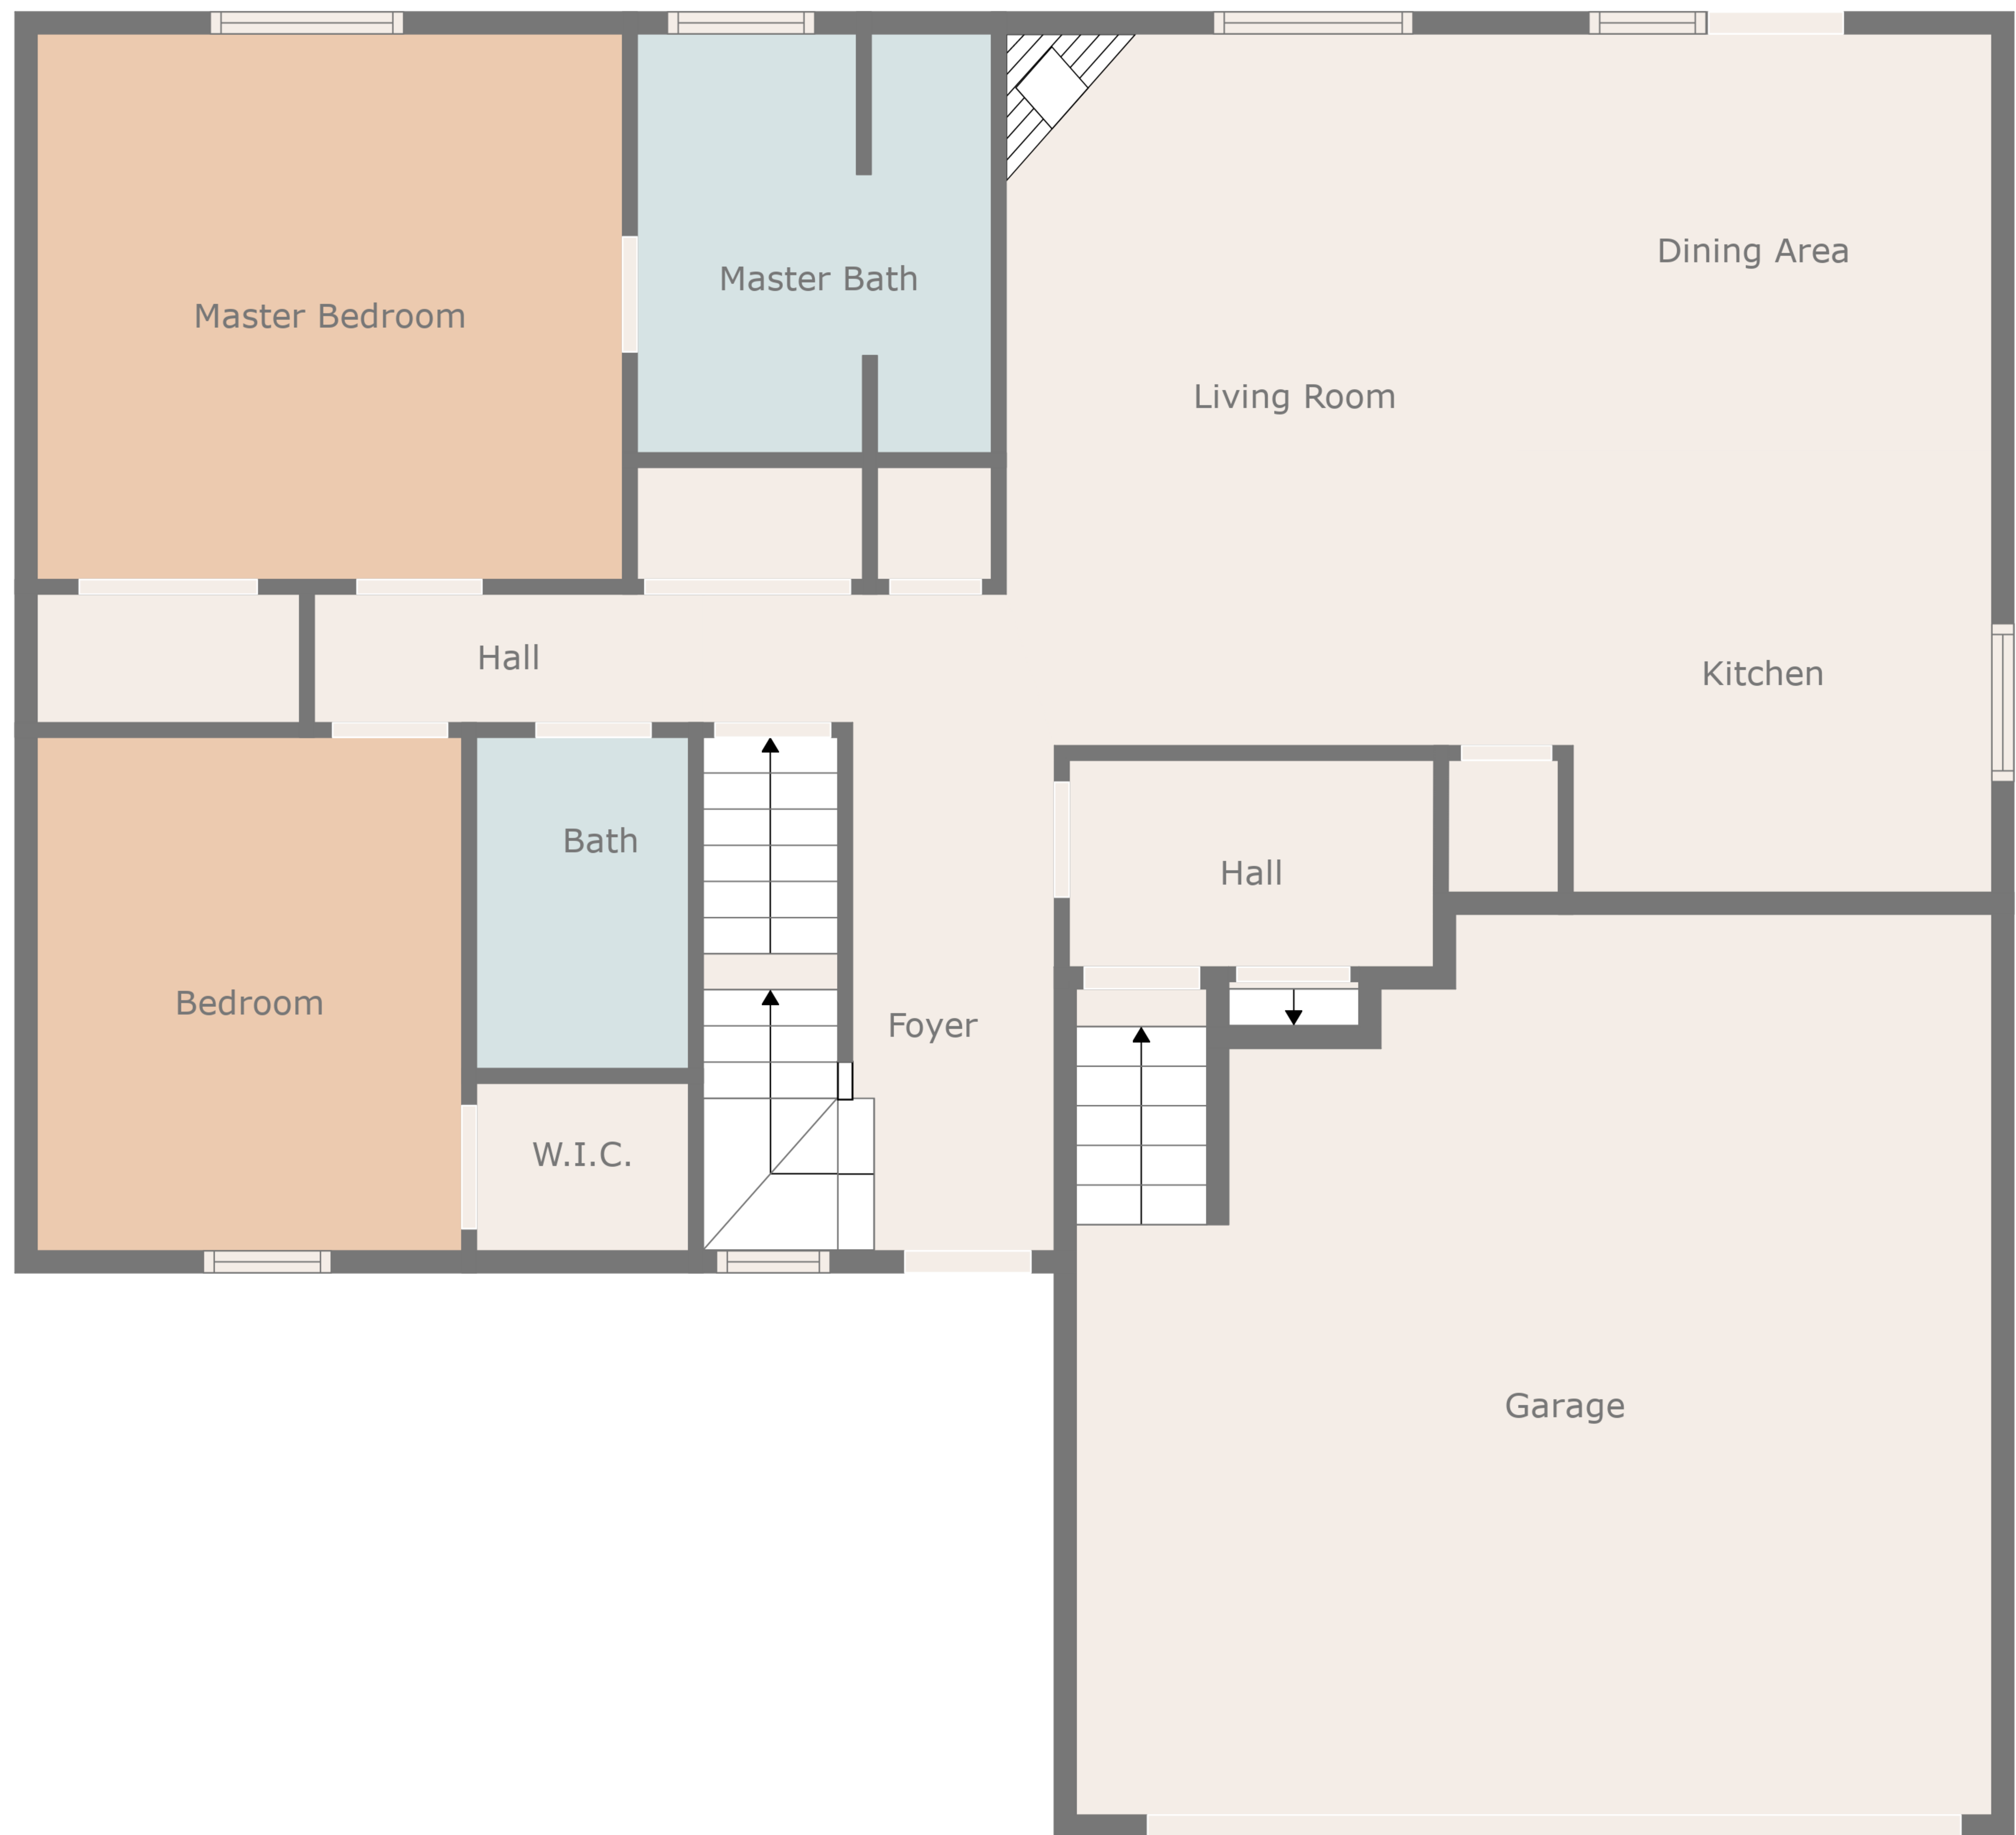 Dining Area
Master Bath
Master Bedroom
Living Room
Hall
Kitchen
Bath
Hall
Bedroom
Foyer
W.I.C.
Garage